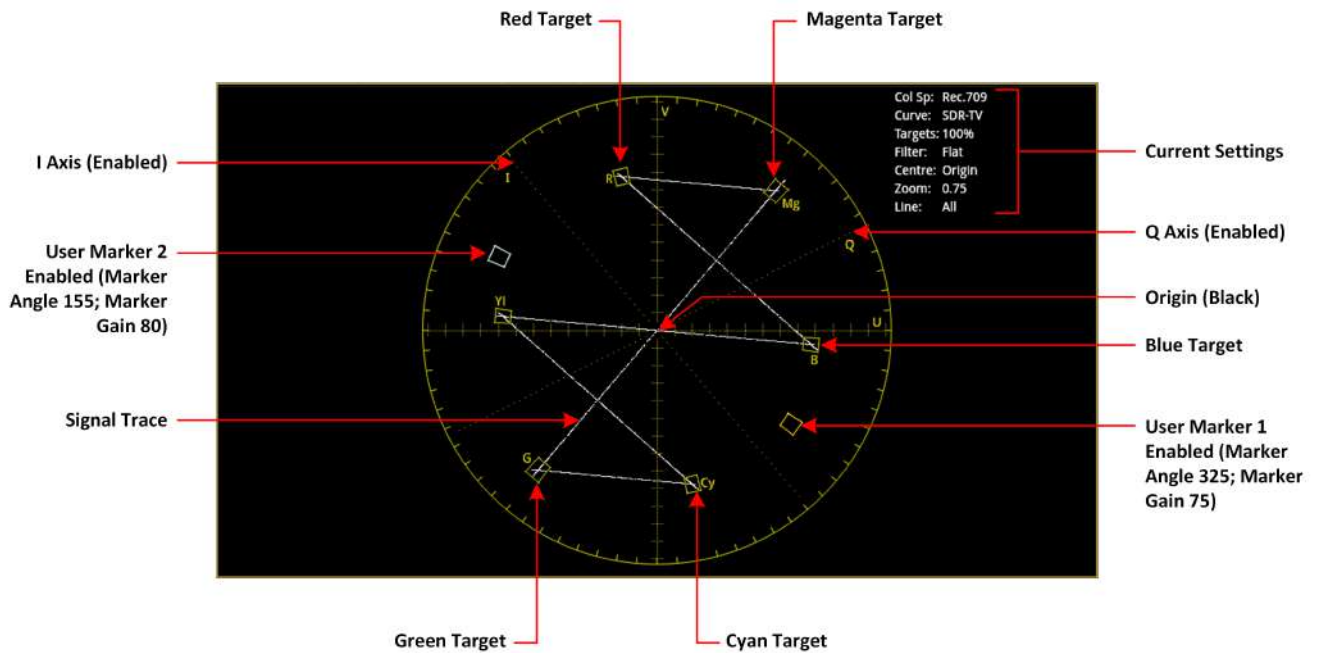 Red Target
Magenta Target
Col Sp: Rec.709
Curve: SDR-TV
Targets: 100%
Filter: Flat
Centre: Origin
Zoom: 0.75
Line: All
V
I Axis (Enabled)
I
R
Mg
Current Settings
Q
Q Axis (Enabled)
User Marker 2
Enabled (Marker
Angle 155; Marker
Gain 80)
Yl
U
B
Origin (Black)
Blue Target
Signal Trace
G
Cy
User Marker 1
Enabled (Marker
Angle 325; Marker
Gain 75)
Green Target
Cyan Target